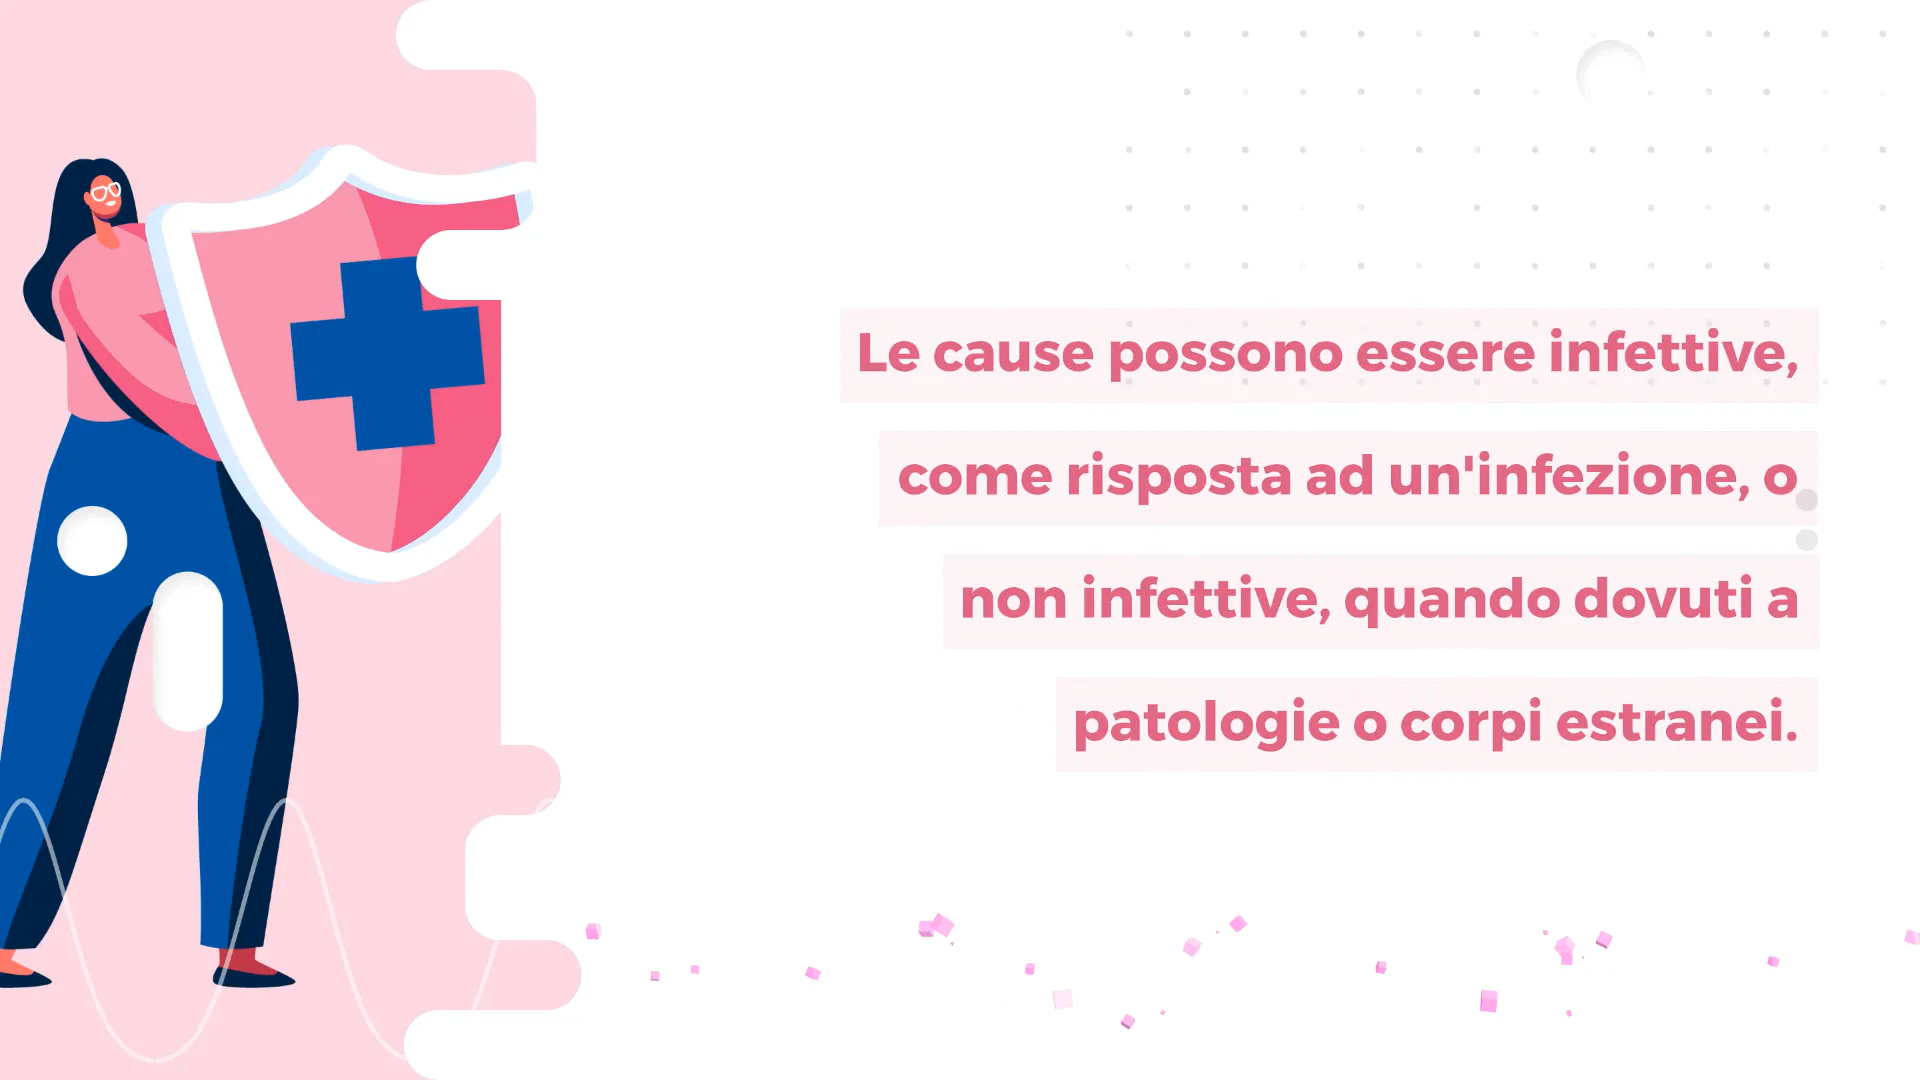 Le cause possono essere infettive,
come risposta ad un'infezione, o
non infettive, quando dovuti a
patologie o corpi estranei.